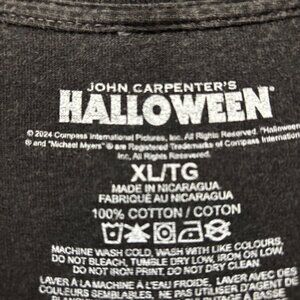 JOHN CARPENTER'S
HALLOWEEN®
© 2024 Compass International Pictures, Inc. All Rights Reserved. "Halloween"
® and "Michael Myers" ® are Registered Trademarks of Compass International
Inc. All Rights Reserved.
XL/TG
MADE IN NICARAGUA
FABRIQUÉ AU NICARAGUA
100% COTTON / COTON
MACHINE WASH COLD, WASH WITH LIKE COLOURS,
DO NOT BLEACH, TUMBLE DRY LOW, IRON ON LOW,
DO NOT IRON PRINT, DO NOT DRY CLEAN.
LAVER À LA MACHINE À L'EAU FROIDE, LAVER AVEC DES
COULEURS SEMBLABLES, NE PAS